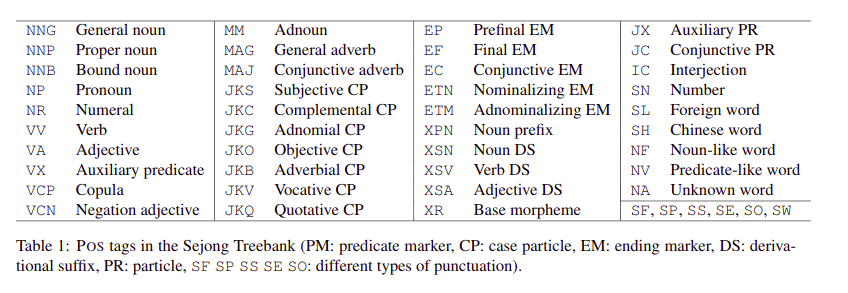 NNG General noun MM Adnoun EP Prefinal EM JX Auxiliary PR
NNP Proper noun MAG General adverb EF Final EM JC Conjunctive PR
NNB Bound noun MAJ Conjunctive adverb EC Conjunctive EM IC Interjection
NP Pronoun JKS Subjective CP ETN Nominalizing EM SN Number
NR Numeral JKC Complemental CP ETM Adnominalizing EM SL Foreign word
VV Verb JKG Adnomial CP XPN Noun prefix SH Chinese word
VA Adjective JKO Objective CP XSN Noun DS NF Noun-like word
VX Auxiliary predicate JKB Adverbial CP XSV Verb DS NV Predicate-like word
VCP Copula JKV Vocative CP XSA Adjective DS NA Unknown word
VCN Negation adjective JKQ Quotative CP XR Base morpheme SF, SP, SS, SE, SO, SW
Table 1: POS tags in the Sejong Treebank (PM: predicate marker, CP: case particle, EM: ending marker, DS: deriva-
tional suffix, PR: particle, SF SP SS SE SO: different types of punctuation).